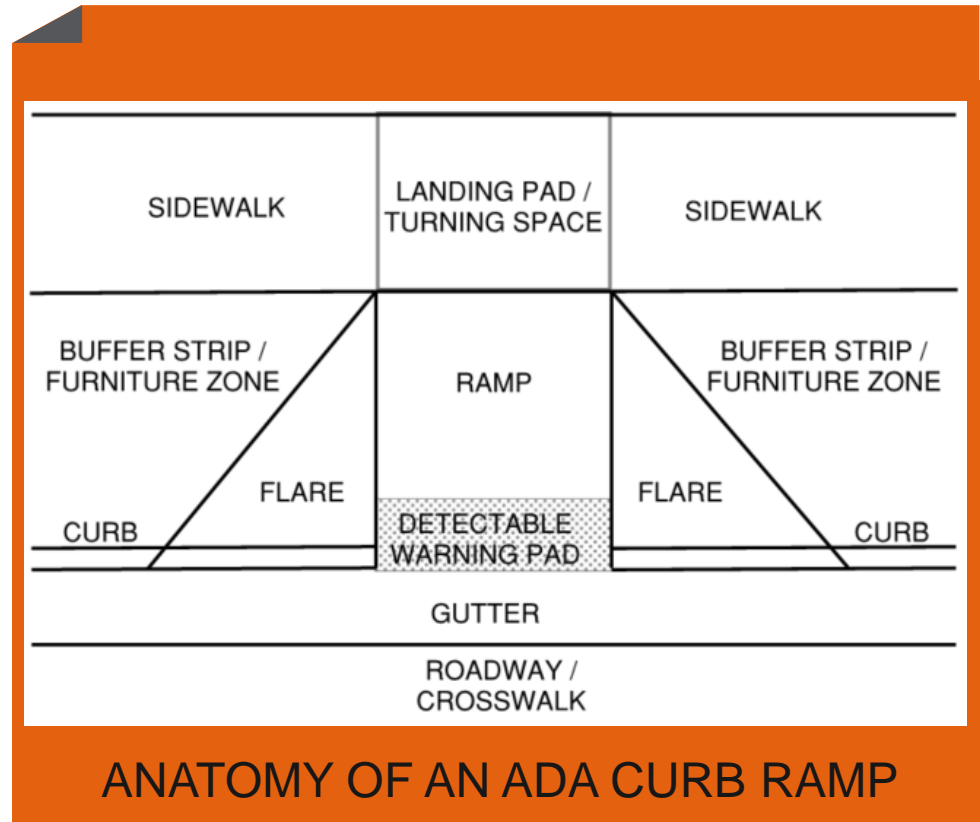 SIDEWALK
LANDING PAD /
TURNING SPACE
SIDEWALK
BUFFER STRIP /
FURNITURE ZONE
RAMP
BUFFER STRIP /
FURNITURE ZONE
FLARE
FLARE
CURB
DETECTABLE
WARNING PAD
CURB
GUTTER
ROADWAY /
CROSSWALK
ANATOMY OF AN ADA CURB RAMP